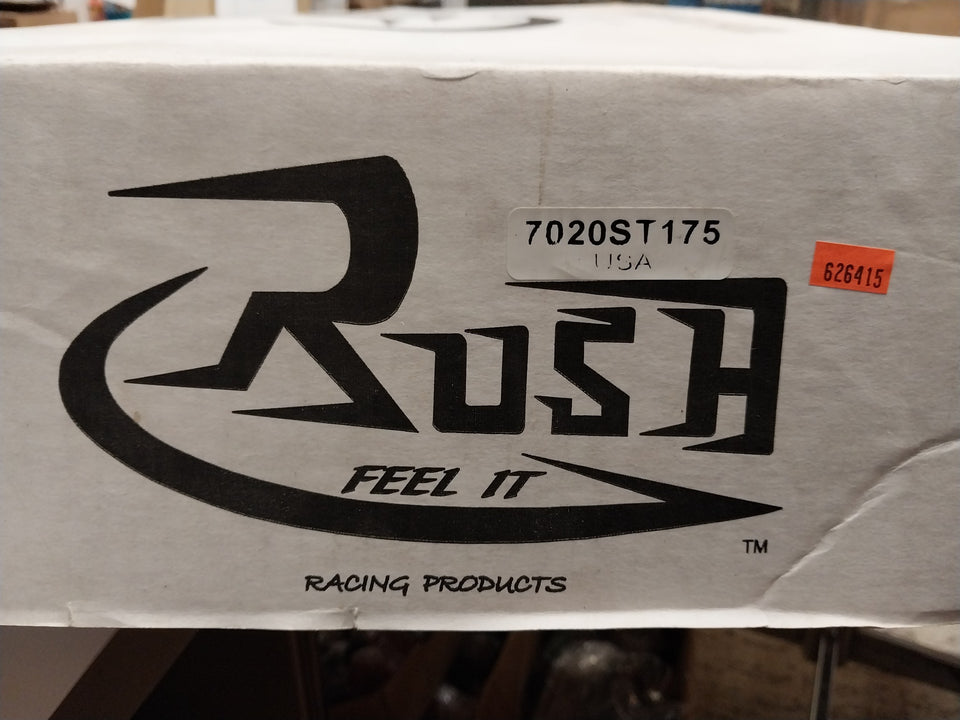 7020ST175
USA
626415
RUSH
FEEL IT
TM
RACING PRODUCTS